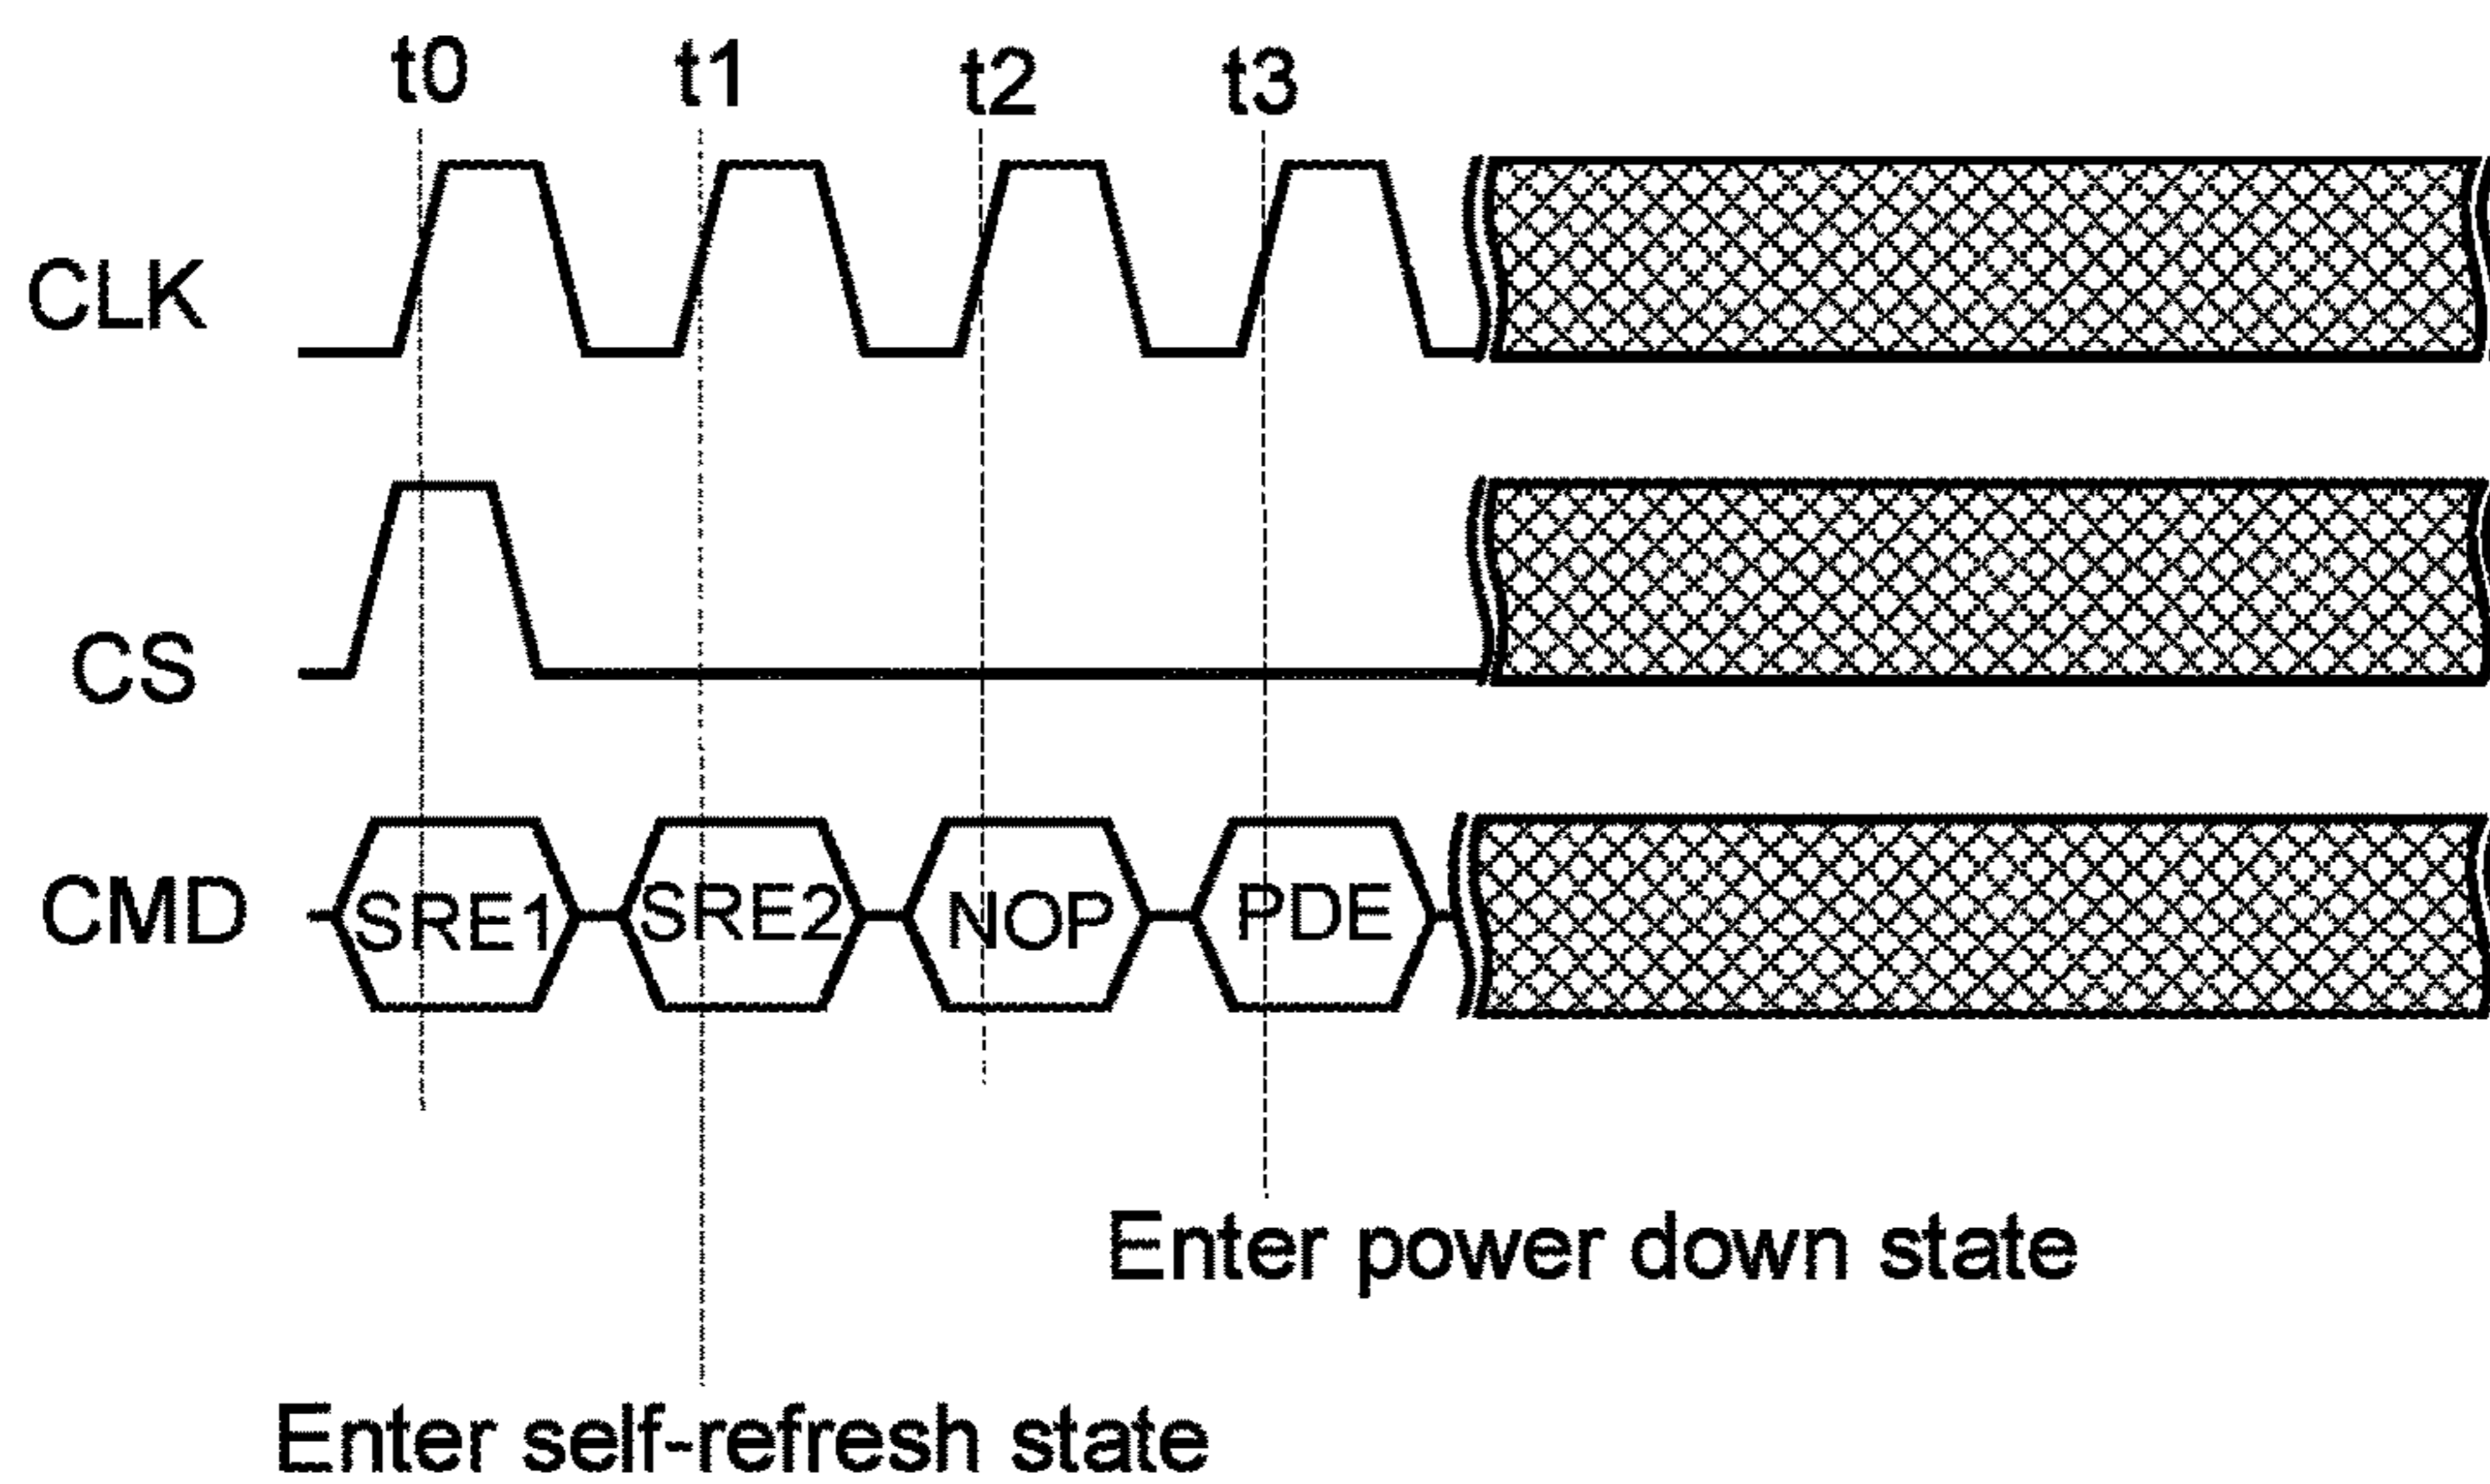 t0 t1 t2 t3
CLK
CS
CMD SRE1 SRE2 NOP PDE
Enter power down state
Enter self-refresh state